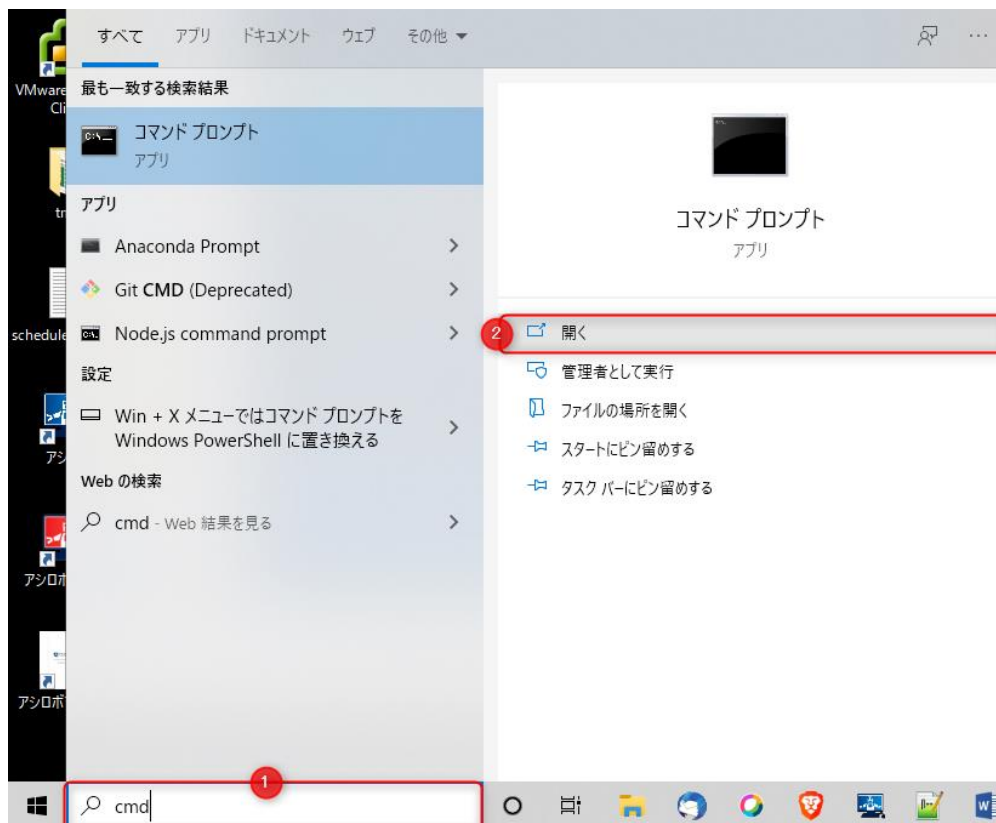 すべて アプリ ドキュメント ウェブ その他
最も一致する検索結果
コマンド プロンプト
アプリ
アプリ
Anaconda Prompt
Git CMD (Deprecated)
Node.js command prompt
設定
Win + X メニューではコマンド プロンプトを
Windows PowerShell に置き換える
Web の検索
cmd - Web 結果を見る
コマンド プロンプト
アプリ
2
開く
管理者として実行
ファイルの場所を開く
スタートにピン留めする
タスク バーにピン留めする
VMware
Cli
tr
schedule
アシ
アシロボ
アシロボ
1
cmd